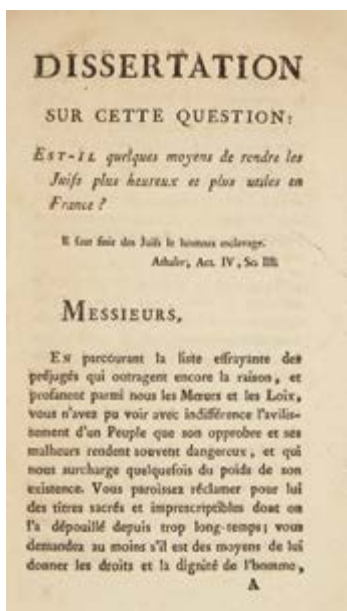 DISSERTATION
SUR CETTE QUESTION:
EST-IL quelques moyens de rendre les
Juifs plus heureux et plus utiles en
France ?
Il faut finir des Juifs le honteux esclavage.
Athalie, Act. IV, Sc. III.
MESSIEURS,
EN parcourant la liste effrayante des
préjugés qui outragent encore la raison, et
profanent parmi nous les Mœurs et les Loix,
vous n'avez pu voir avec indifférence l'avilis-
sement d'un Peuple que son opprobre et ses
malheurs rendent souvent dangereux, et qui
nous surcharge quelquefois du poids de son
existence. Vous paroissez réclamer pour lui
des titres sacrés et imprescriptibles dont on
l'a dépouillé depuis trop long-temps; vous
demandez au moins s'il est des moyens de lui
donner les droits et la dignité de l'homme,
A